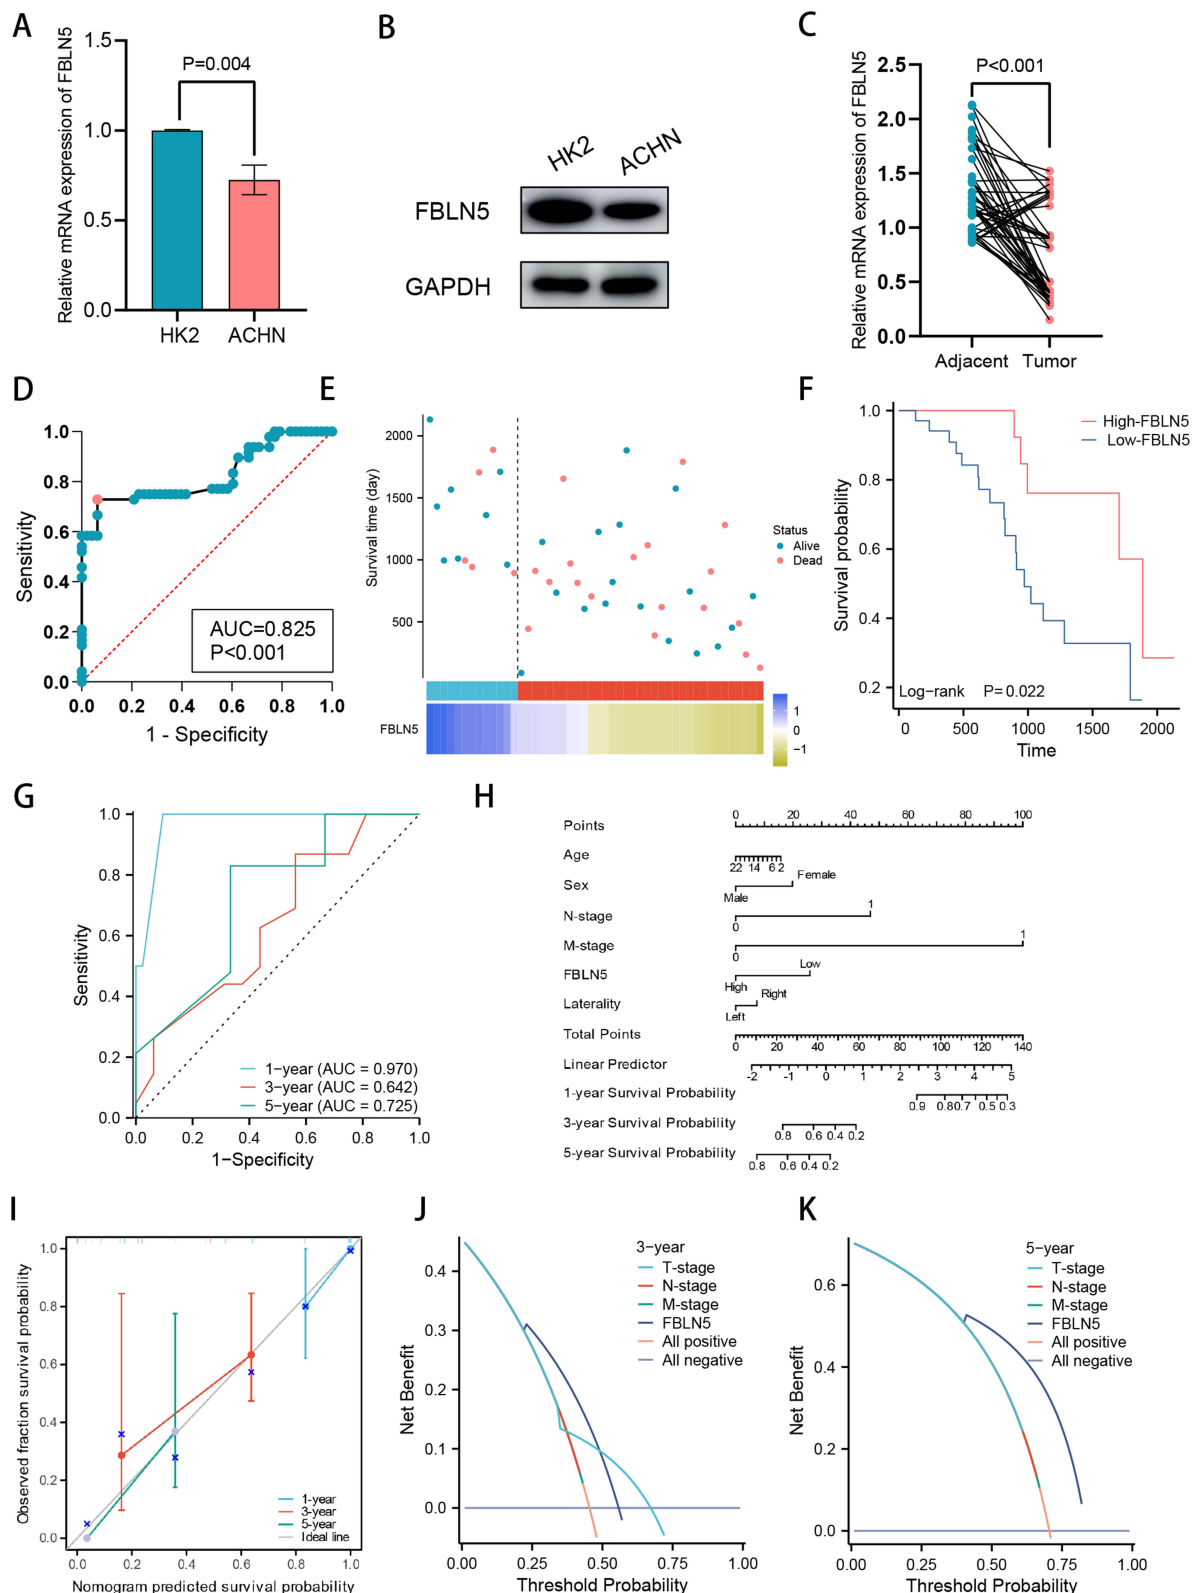 A
Relative mRNA expression of FBLN5
1.5
1.0
0.5
0.0
P=0.004
HK2 ACHN
B
HK2 ACHN
FBLN5
GAPDH
C
Relative mRNA expression of FBLN5
2.5
2.0
1.5
1.0
0.5
0.0
P<0.001
Adjacent Tumor
D
Sensitivity
1.0
0.8
0.6
0.4
0.2
0.0
AUC=0.825
P<0.001
0.0 0.2 0.4 0.6 0.8 1.0
1 - Specificity
E
Survival time (day)
2000
1500
1000
500
Status
Alive
Dead
FBLN5
1
0
−1
F
Survival probability
1.0
0.8
0.6
0.4
0.2
High-FBLN5
Low-FBLN5
Log−rank P= 0.022
0 500 1000 1500 2000
Time
G
Sensitivity
1.0
0.8
0.6
0.4
0.2
0.0
1−year (AUC = 0.970)
3−year (AUC = 0.642)
5−year (AUC = 0.725)
0.0 0.2 0.4 0.6 0.8 1.0
1−Specificity
H
Points
0 20 40 60 80 100
Age
22 14 6 2
Sex
Female
Male
N-stage
1
0
M-stage
1
0
FBLN5
Low
High
Laterality
Right
Left
Total Points
0 20 40 60 80 100 120 140
Linear Predictor
-2 -1 0 1 2 3 4 5
1-year Survival Probability
0.9 0.80.7 0.5 0.3
3-year Survival Probability
0.8 0.6 0.4 0.2
5-year Survival Probability
0.8 0.6 0.4 0.2
I
Observed fraction survival probability
1.0
0.8
0.6
0.4
0.2
0.0
1-year
3-year
5-year
Ideal line
0.0 0.2 0.4 0.6 0.8 1.0
Nomogram predicted survival probability
J
Net Benefit
0.4
0.3
0.2
0.1
0.0
3−year
T−stage
N−stage
M−stage
FBLN5
All positive
All negative
0.00 0.25 0.50 0.75 1.00
Threshold Probability
K
Net Benefit
0.6
0.4
0.2
0.0
5−year
T−stage
N−stage
M−stage
FBLN5
All positive
All negative
0.00 0.25 0.50 0.75 1.00
Threshold Probability